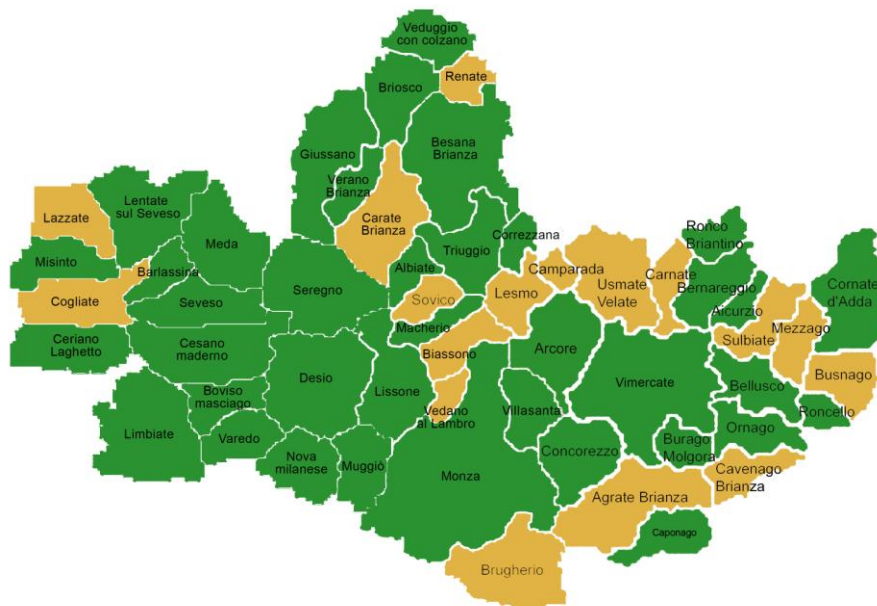 Veduggio
con colzano
Renate
Briosco
Besana
Brianza
Giussano
Verano
Brianza
Carate
Brianza
Lentate
sul Seveso
Lazzate
Meda
Misinto
Barlassina
Cogliate
Seveso
Seregno
Ceriano
Laghetto
Cesano
maderno
Albiate
Triuggio
Correzzana
Sovico
Macherio
Lesmo
Camparada
Usmate
Velate
Carnate
Ronco
Briantino
Bernareggio
Aicurzio
Sulbiate
Mezzago
Cornate
d'Adda
Busnago
Biassono
Arcore
Desio
Lissone
Vedano
al Lambro
Villasanta
Vimercate
Bellusco
Roncello
Ornago
Boviso
masciago
Limbiate
Varedo
Nova
milanese
Muggiò
Monza
Concorezzo
Burago
Molgora
Cavenago
Brianza
Agrate Brianza
Caponago
Brugherio